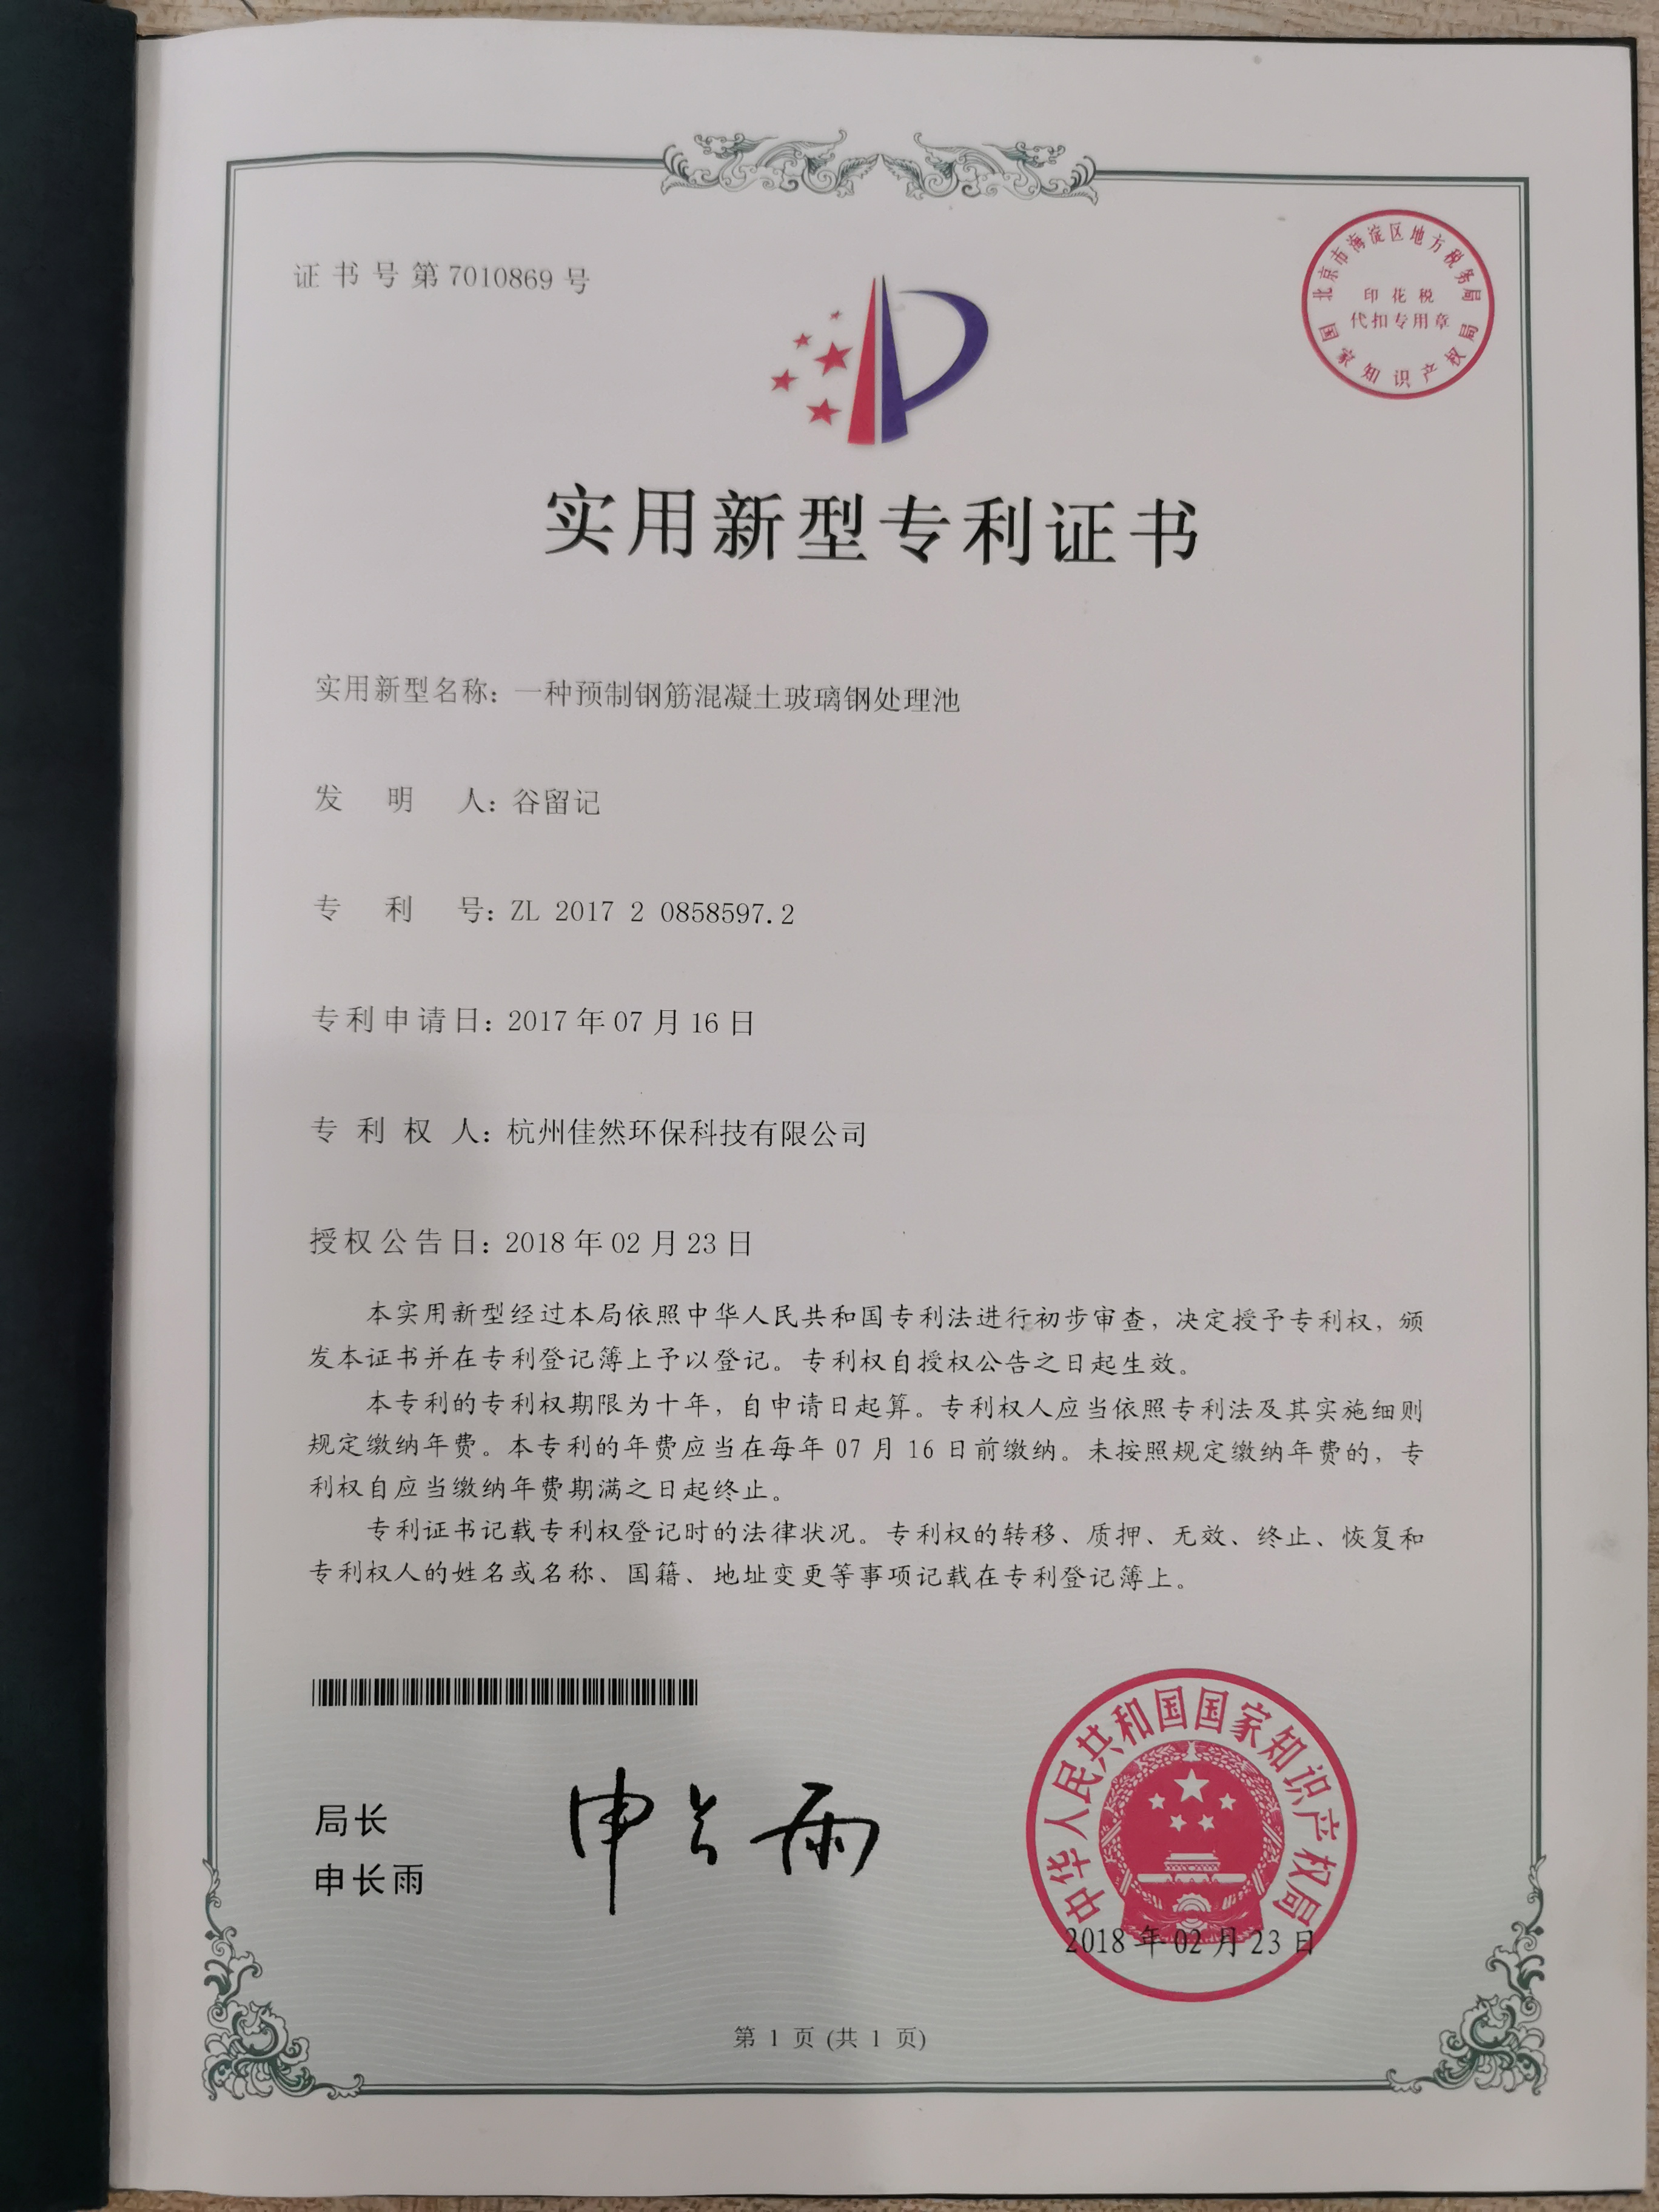 证书号第7010869号
北京市海淀区地方税务局
印花税
代扣专用章
国家知识产权局
实用新型专利证书
实用新型名称：一种预制钢筋混凝土玻璃钢处理池
发明人：谷留记
专利号：ZL 2017 2 0858597.2
专利申请日：2017年07月16日
专利权人：杭州佳然环保科技有限公司
授权公告日：2018年02月23日
本实用新型经过本局依照中华人民共和国专利法进行初步审查，决定授予专利权，颁
发本证书并在专利登记簿上予以登记。专利权自授权公告之日起生效。
本专利的专利权期限为十年，自申请日起算。专利权人应当依照专利法及其实施细则
规定缴纳年费。本专利的年费应当在每年 07 月 16 日前缴纳。未按照规定缴纳年费的，专
利权自应当缴纳年费期满之日起终止。
专利证书记载专利权登记时的法律状况。专利权的转移、质押、无效、终止、恢复和
专利权人的姓名或名称、国籍、地址变更等事项记载在专利登记簿上。
局长
申长雨
申长雨
中华人民共和国国家知识产权局
2018年02月23日
第 1 页 (共 1 页)